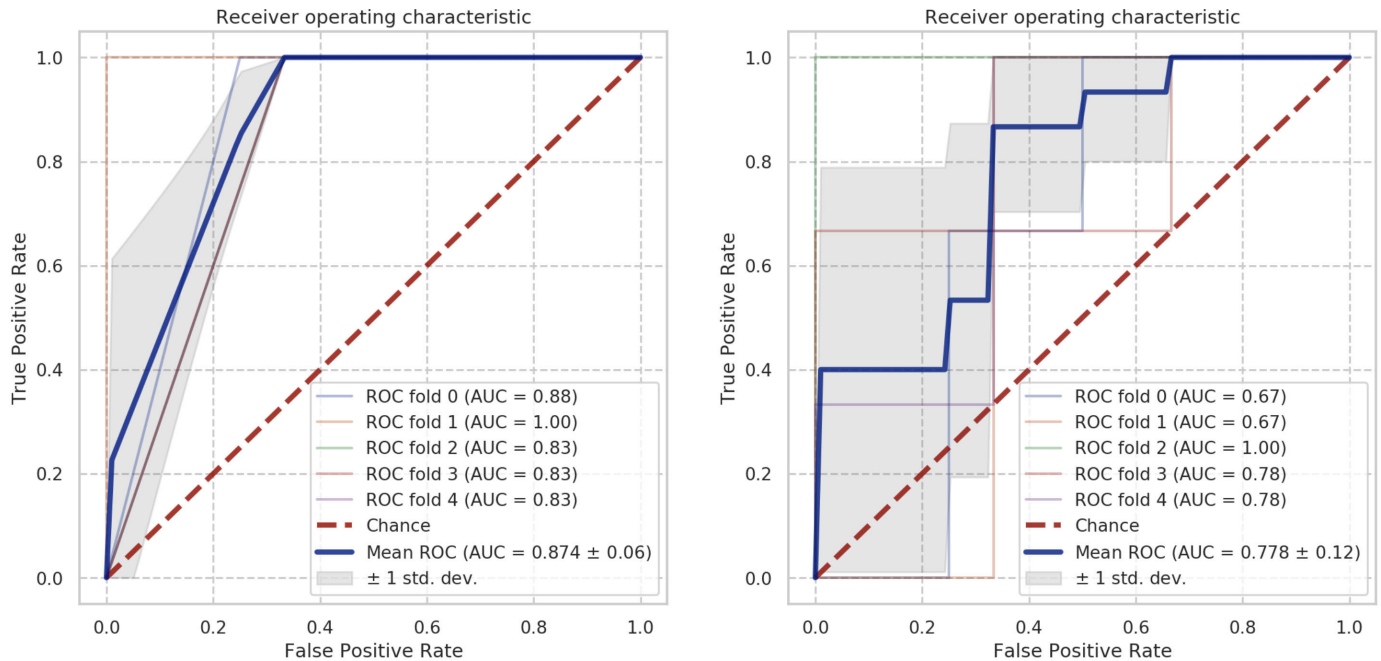 Receiver operating characteristic
1.0
0.8
0.6
0.4
0.2
0.0
True Positive Rate
ROC fold 0 (AUC = 0.88)
ROC fold 1 (AUC = 1.00)
ROC fold 2 (AUC = 0.83)
ROC fold 3 (AUC = 0.83)
ROC fold 4 (AUC = 0.83)
Chance
Mean ROC (AUC = 0.874 ± 0.06)
± 1 std. dev.
0.0 0.2 0.4 0.6 0.8 1.0
False Positive Rate
Receiver operating characteristic
1.0
0.8
0.6
0.4
0.2
0.0
True Positive Rate
ROC fold 0 (AUC = 0.67)
ROC fold 1 (AUC = 0.67)
ROC fold 2 (AUC = 1.00)
ROC fold 3 (AUC = 0.78)
ROC fold 4 (AUC = 0.78)
Chance
Mean ROC (AUC = 0.778 ± 0.12)
± 1 std. dev.
0.0 0.2 0.4 0.6 0.8 1.0
False Positive Rate